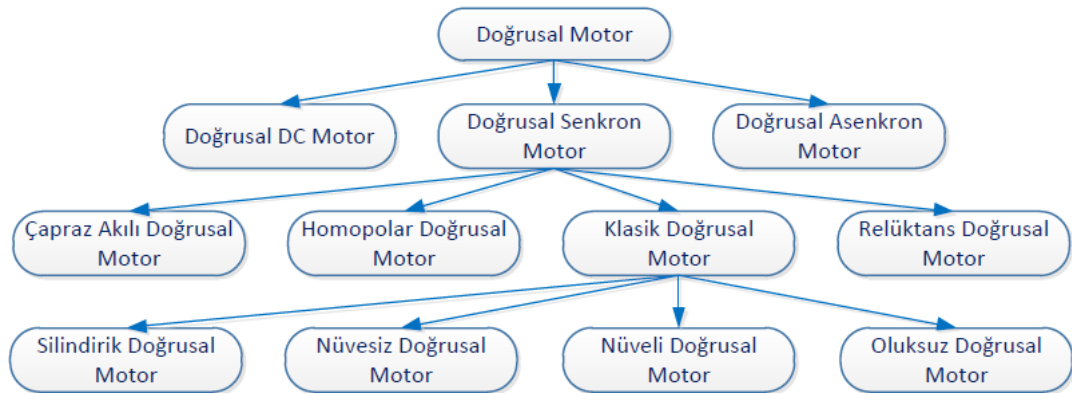 Doğrusal Motor
Doğrusal DC Motor
Doğrusal Senkron
Motor
Doğrusal Asenkron
Motor
Çapraz Akılı Doğrusal
Motor
Homopolar Doğrusal
Motor
Klasik Doğrusal
Motor
Relüktans Doğrusal
Motor
Silindirik Doğrusal
Motor
Nüvesiz Doğrusal
Motor
Nüveli Doğrusal
Motor
Oluksuz Doğrusal
Motor